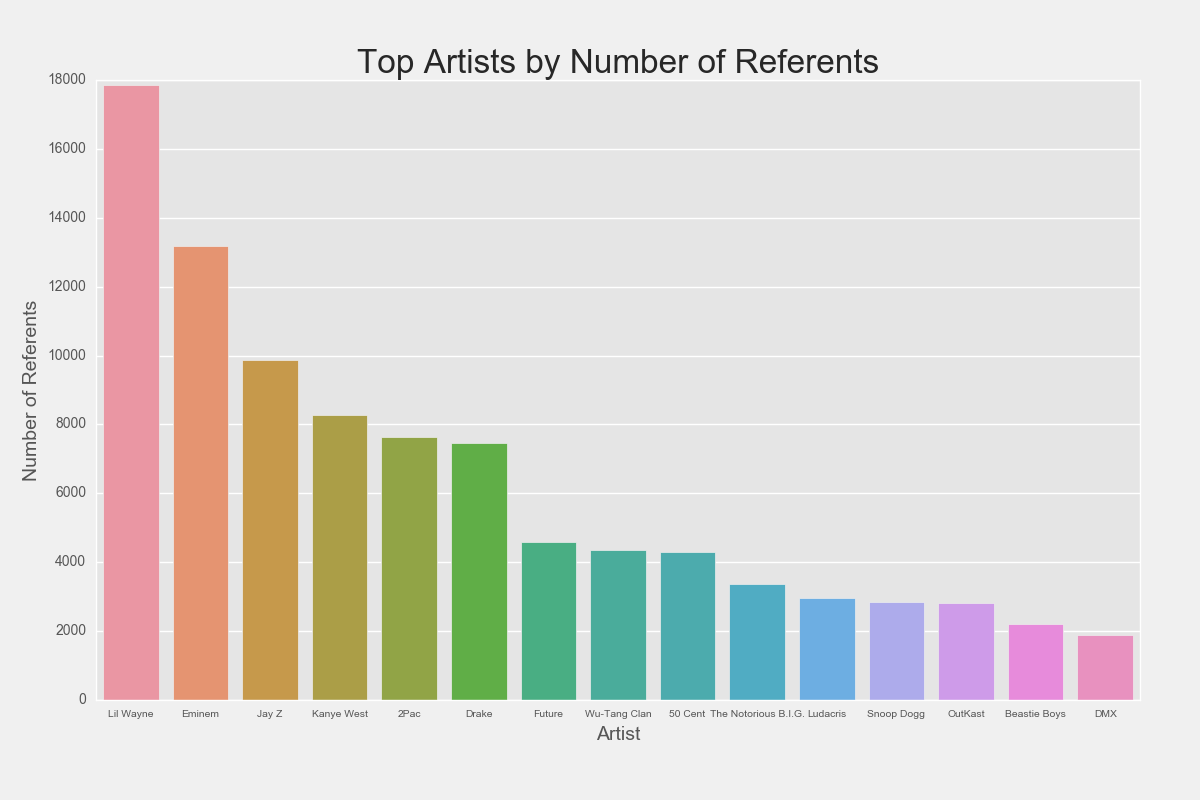 Top Artists by Number of Referents
18000
16000
14000
12000
10000
8000
6000
4000
2000
0
Number of Referents
Lil Wayne Eminem Jay Z Kanye West 2Pac Drake Future Wu-Tang Clan 50 Cent The Notorious B.I.G. Ludacris Snoop Dogg OutKast Beastie Boys DMX
Artist